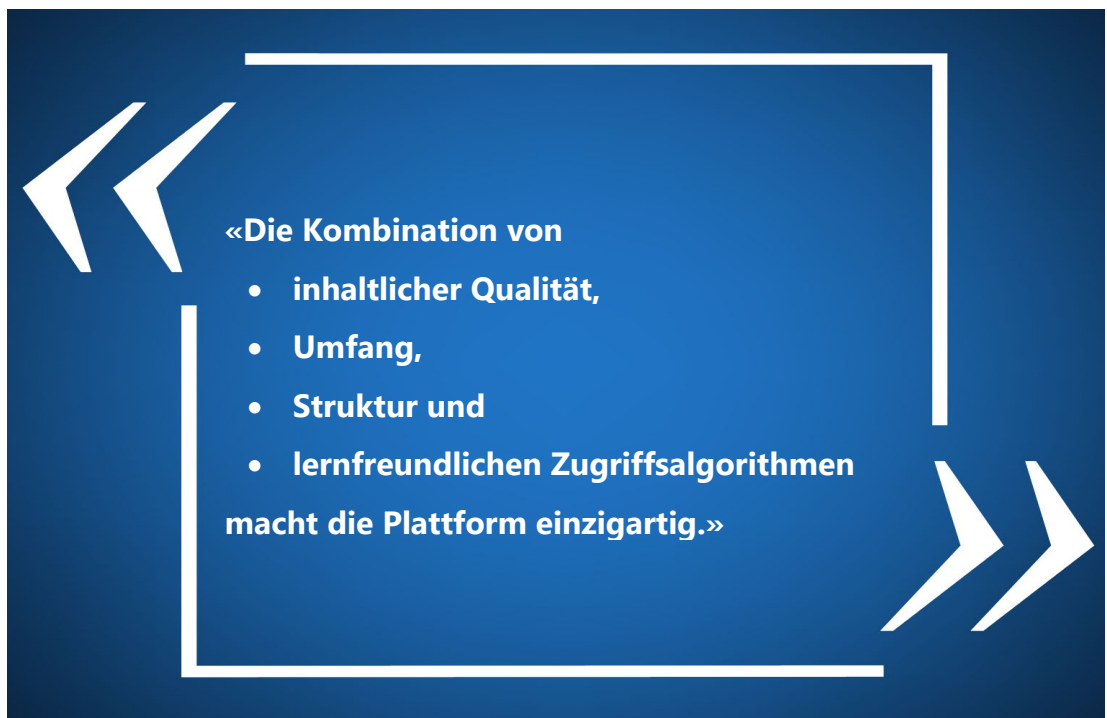 «Die Kombination von
• inhaltlicher Qualität,
• Umfang,
• Struktur und
• lernfreundlichen Zugriffsalgorithmen
macht die Plattform einzigartig.»